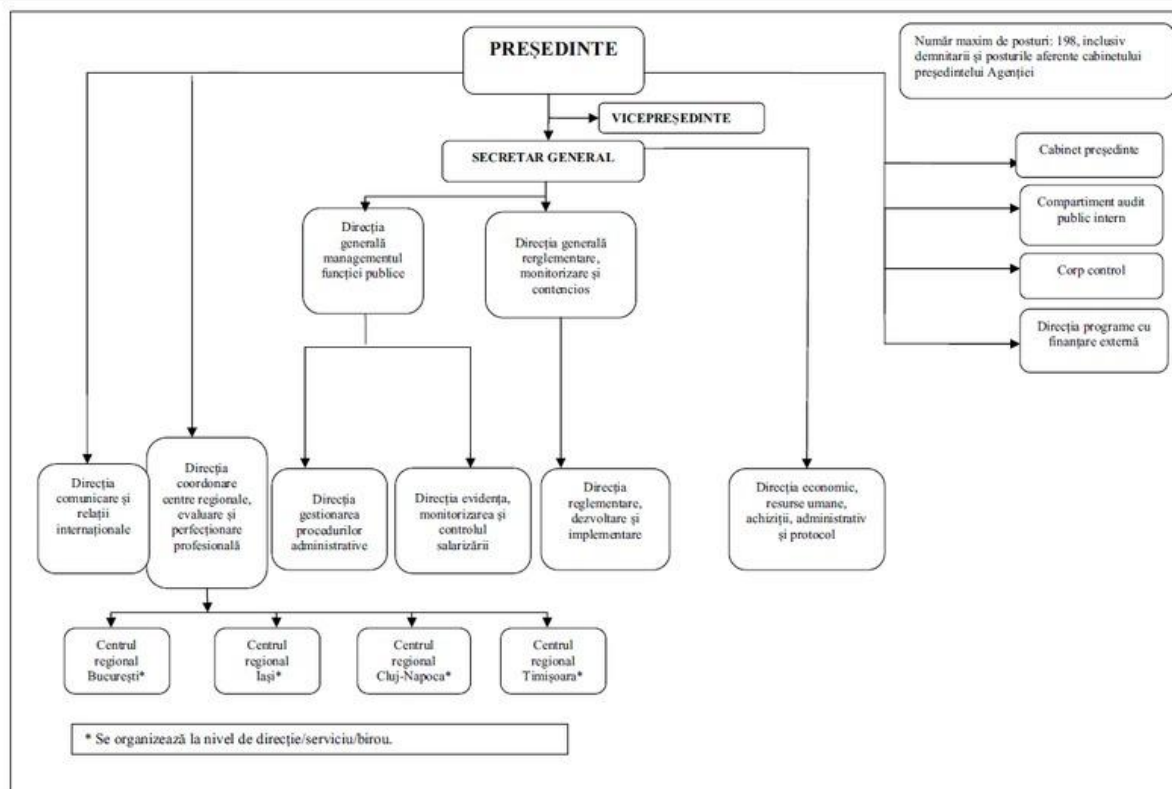 PREȘEDINTE
Număr maxim de posturi: 198, inclusiv
demnitarii și posturile aferente cabinetului
președintelui Agenției
VICEPREȘEDINTE
SECRETAR GENERAL
Cabinet președinte
Compartiment audit
public intern
Corp control
Direcția programe cu
finanțare externă
Direcția
generală
managementul
funcției publice
Direcția generală
rerglementare,
monitorizare și
contencios
Direcția
comunicare și
relații
internaționale
Direcția
coordonare
centre regionale,
evaluare și
perfecționare
profesională
Direcția
gestionarea
procedurilor
administrative
Direcția evidența,
monitorizarea și
controlul
salarizării
Direcția
reglementare,
dezvoltare și
implementare
Direcția economic,
resurse umane,
achiziții, administrativ
și protocol
Centrul
regional
București*
Centrul
regional
Iași*
Centrul
regional
Cluj-Napoca*
Centrul
regional
Timișoara*
* Se organizează la nivel de direcție/serviciu/birou.